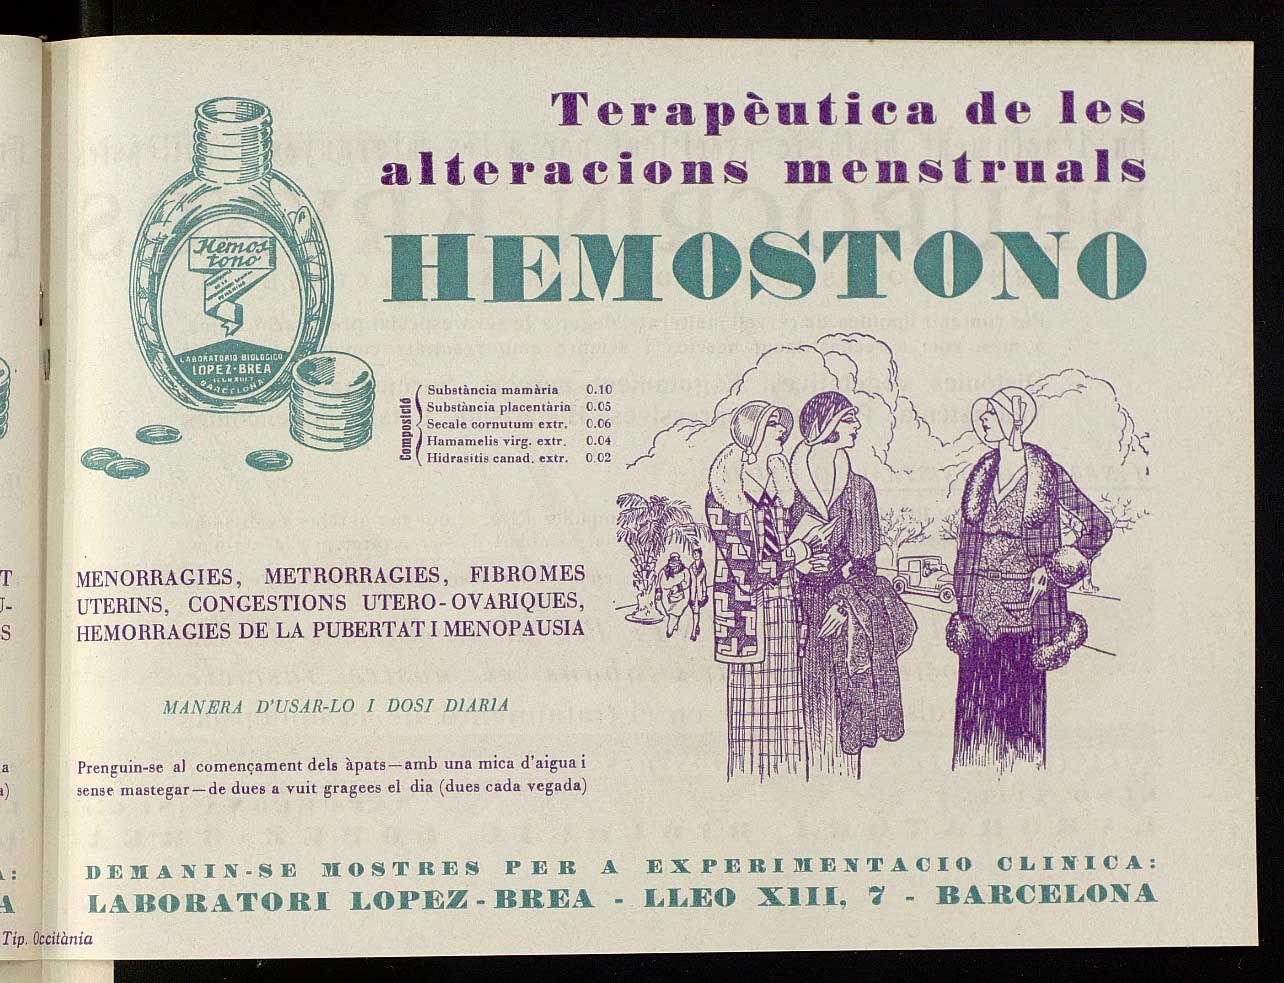 Terapèutica de les
alteracions menstruals
HEMOSTONO
Hemos
tono
LABORATORIO BIOLOGICO
LOPEZ-BREA
BARCELONA
Composició
Substància mamària 0.10
Substància placentària 0.05
Secale cornutum extr. 0.06
Hamamelis virg. extr. 0.04
Hidrasitis canad. extr. 0.02
MENORRAGIES, METRORRAGIES, FIBROMES
UTERINS, CONGESTIONS UTERO-OVARIQUES,
HEMORRAGIES DE LA PUBERTAT I MENOPAUSIA
MANERA D'USAR-LO I DOSI DIARIA
Prenguin-se al començament dels àpats—amb una mica d'aigua i
sense mastegar—de dues a vuit gragees el dia (dues cada vegada)
DEMANIN-SE MOSTRES PER A EXPERIMENTACIO CLINICA:
LABORATORI LOPEZ-BREA - LLEO XIII, 7 - BARCELONA
Tip. Occitània